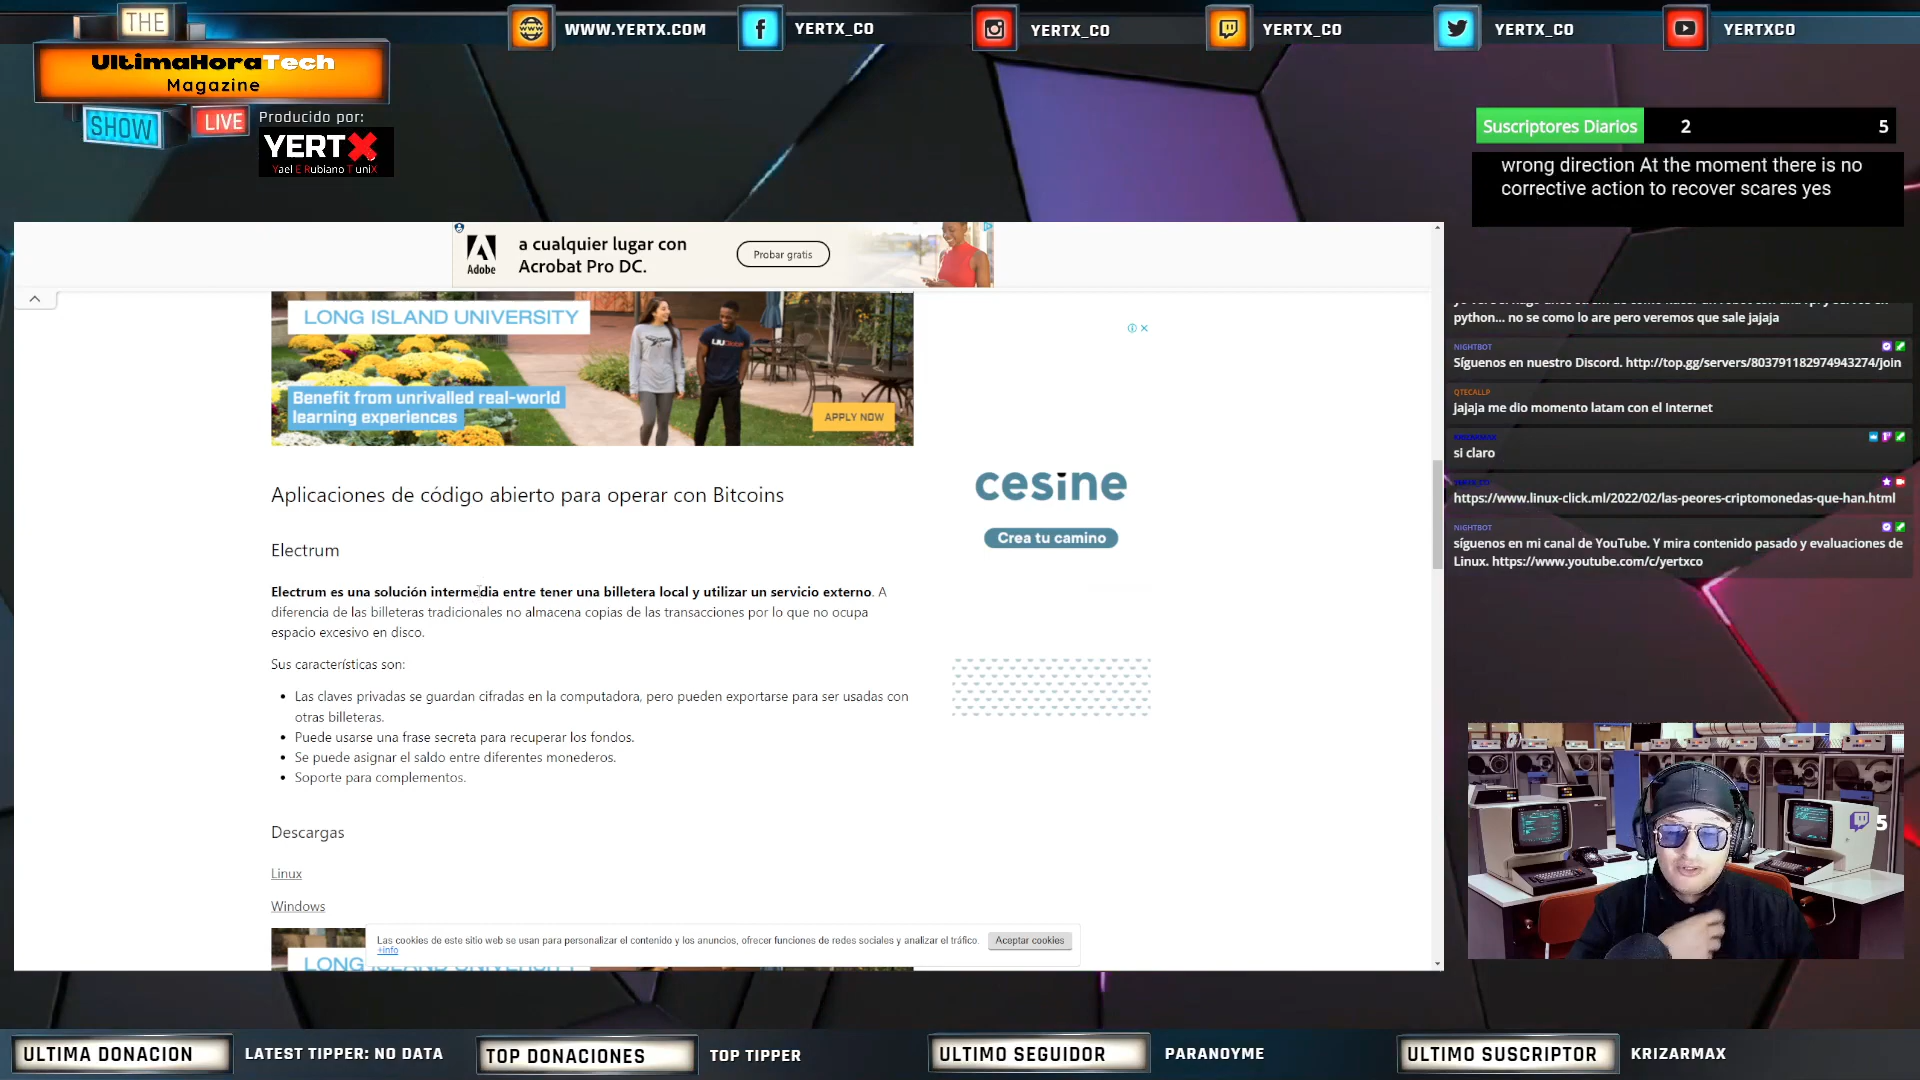 THE
UltimaHoraTech
Magazine
SHOW
LIVE
Producido por:
YERTX
Yael E Rubiano T uniX
WWW.YERTX.COM
YERTX_CO
YERTX_CO
YERTX_CO
YERTX_CO
YERTXCO
Suscriptores Diarios 2 5
wrong direction At the moment there is no
corrective action to recover scares yes
Adobe
a cualquier lugar con
Acrobat Pro DC.
Probar gratis
LONG ISLAND UNIVERSITY
Benefit from unrivalled real-world
learning experiences
APPLY NOW
Aplicaciones de código abierto para operar con Bitcoins
Electrum
Electrum es una solución intermedia entre tener una billetera local y utilizar un servicio externo. A
diferencia de las billeteras tradicionales no almacena copias de las transacciones por lo que no ocupa
espacio excesivo en disco.
Sus características son:
Las claves privadas se guardan cifradas en la computadora, pero pueden exportarse para ser usadas con
otras billeteras.
Puede usarse una frase secreta para recuperar los fondos.
Se puede asignar el saldo entre diferentes monederos.
Soporte para complementos.
Descargas
Linux
Windows
Las cookies de este sitio web se usan para personalizar el contenido y los anuncios, ofrecer funciones de redes sociales y analizar el tráfico.
+info
Aceptar cookies
cesine
Crea tu camino
python... no se como lo are pero veremos que sale jajaja
NIGHTBOT
Síguenos en nuestro Discord. http://top.gg/servers/803791182974943274/join
QTECALLP
jajaja me dio momento latam con el Internet
KRIZARMAX
si claro
https://www.linux-click.ml/2022/02/las-peores-criptomonedas-que-han.html
NIGHTBOT
síguenos en mi canal de YouTube. Y mira contenido pasado y evaluaciones de
Linux. https://www.youtube.com/c/yertxco
5
ULTIMA DONACION
LATEST TIPPER: NO DATA
TOP DONACIONES
TOP TIPPER
ULTIMO SEGUIDOR
PARANOYME
ULTIMO SUSCRIPTOR
KRIZARMAX